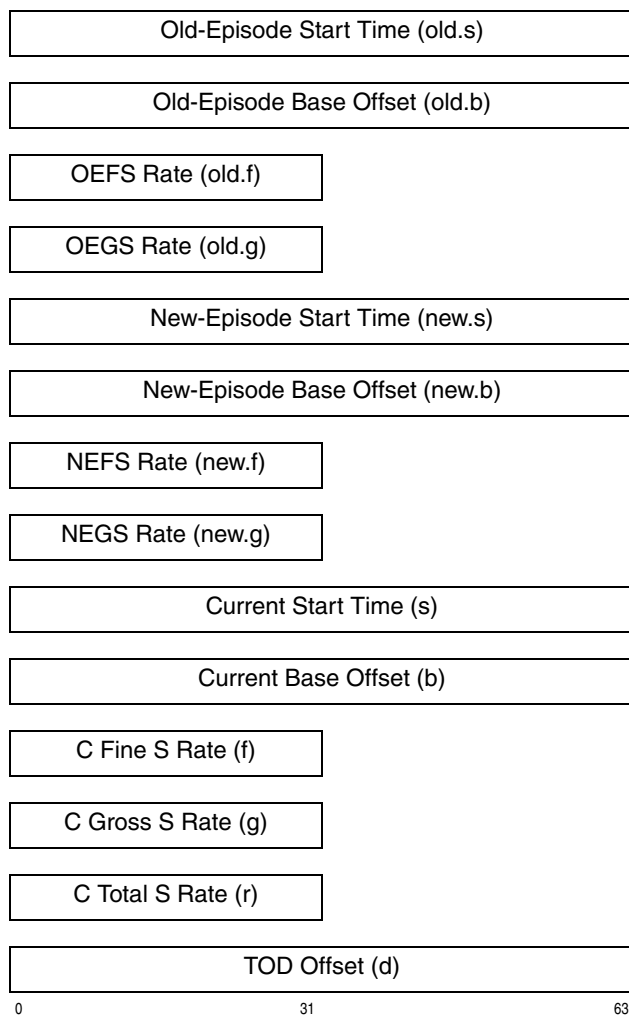 Old-Episode Start Time (old.s)
Old-Episode Base Offset (old.b)
OEFS Rate (old.f)
OEGS Rate (old.g)
New-Episode Start Time (new.s)
New-Episode Base Offset (new.b)
NEFS Rate (new.f)
NEGS Rate (new.g)
Current Start Time (s)
Current Base Offset (b)
C Fine S Rate (f)
C Gross S Rate (g)
C Total S Rate (r)
TOD Offset (d)
0 31 63